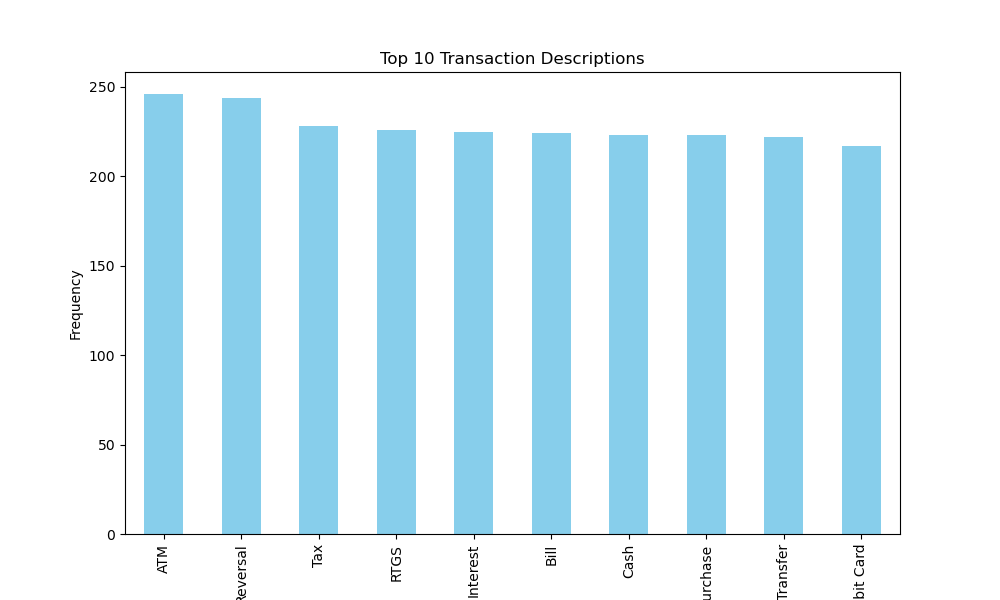 Top 10 Transaction Descriptions
Frequency
250
200
150
100
50
0
ATM
Reversal
Tax
RTGS
Interest
Bill
Cash
urchase
Transfer
bit Card